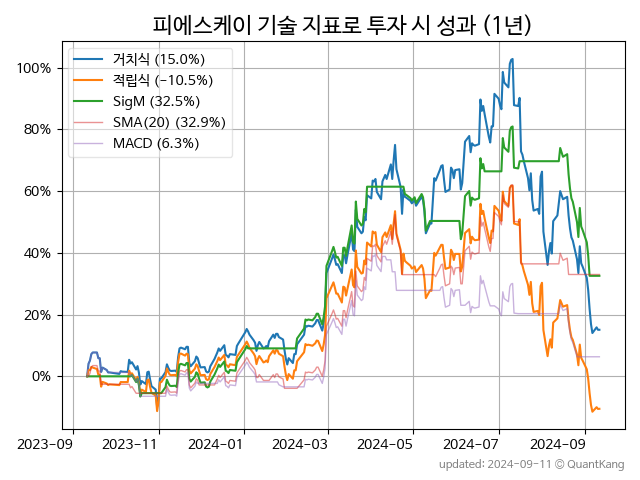 피에스케이 기술 지표로 투자 시 성과 (1년)
거치식 (15.0%)
적립식 (−10.5%)
SigM (32.5%)
SMA(20) (32.9%)
MACD (6.3%)
100%
80%
60%
40%
20%
0%
2023-09 2023-11 2024-01 2024-03 2024-05 2024-07 2024-09
updated: 2024-09-11 © QuantKang